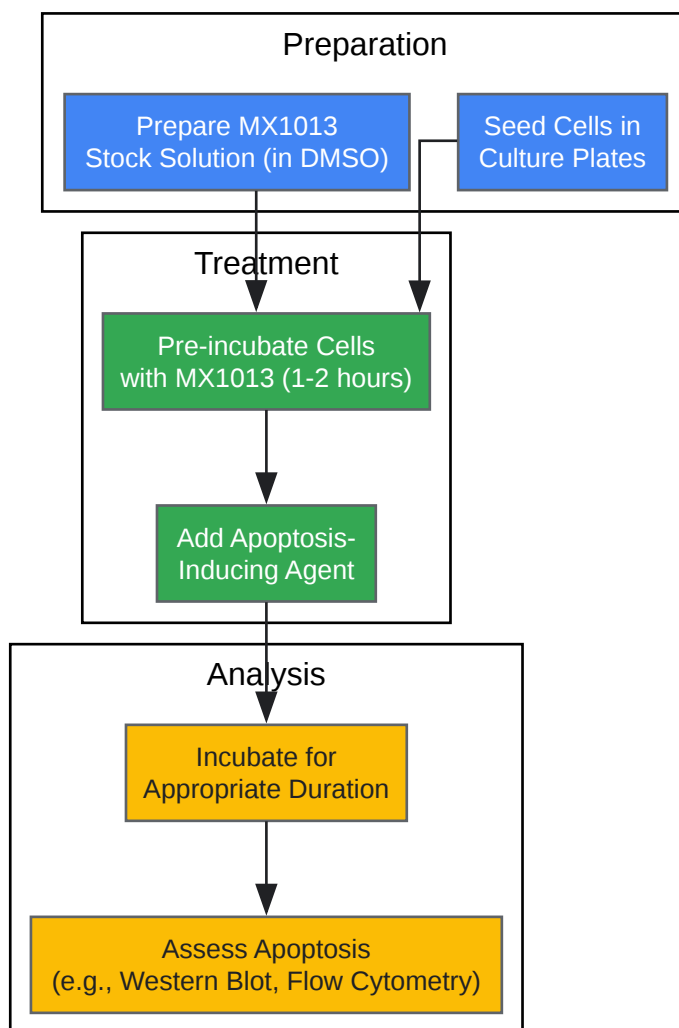 Preparation
Prepare MX1013
Stock Solution (in DMSO)
Seed Cells in
Culture Plates
Treatment
Pre-incubate Cells
with MX1013 (1-2 hours)
Add Apoptosis-
Inducing Agent
Analysis
Incubate for
Appropriate Duration
Assess Apoptosis
(e.g., Western Blot, Flow Cytometry)